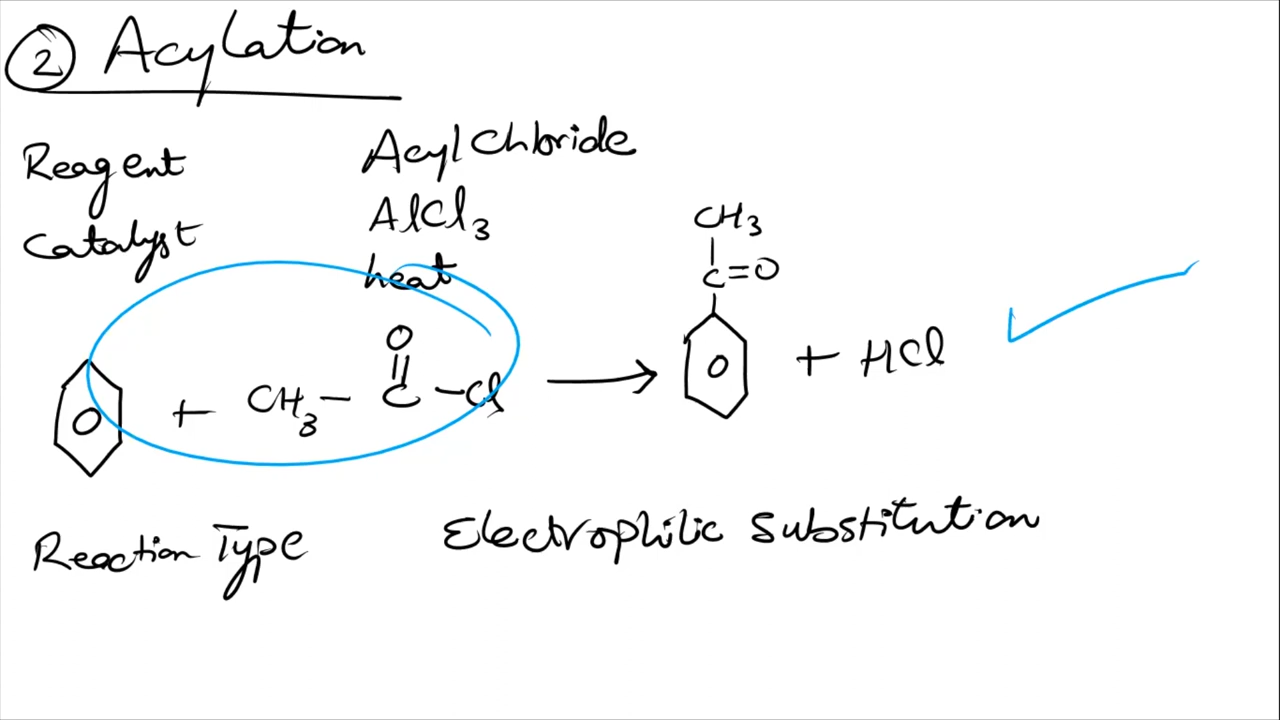 ② Acylation
Reagent Acyl Chloride
Catalyst AlCl3
heat
CH3
C=O
O
+ CH3– C –Cl → + HCl
Reaction Type Electrophilic Substitution